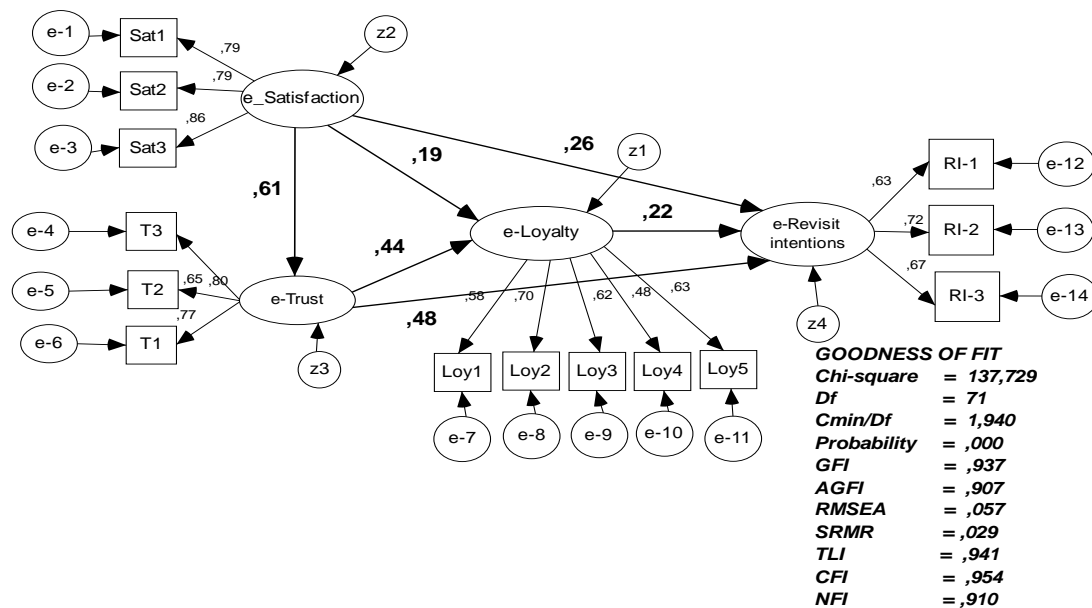 e-1
Sat1
,79
z2
e-2
Sat2
,79
e_Satisfaction
e-3
Sat3
,86
,61
,19
,26
z1
RI-1
e-12
,63
e-4
T3
,44
e-Loyalty
,22
e-Revisit
intentions
,72
RI-2
e-13
e-5
T2
,65
,80
e-Trust
,67
RI-3
e-14
e-6
T1
,77
z3
,48
,58
,70
,62
,48
,63
z4
Loy1
Loy2
Loy3
Loy4
Loy5
e-7
e-8
e-9
e-10
e-11
GOODNESS OF FIT
Chi-square = 137,729
Df = 71
Cmin/Df = 1,940
Probability = ,000
GFI = ,937
AGFI = ,907
RMSEA = ,057
SRMR = ,029
TLI = ,941
CFI = ,954
NFI = ,910